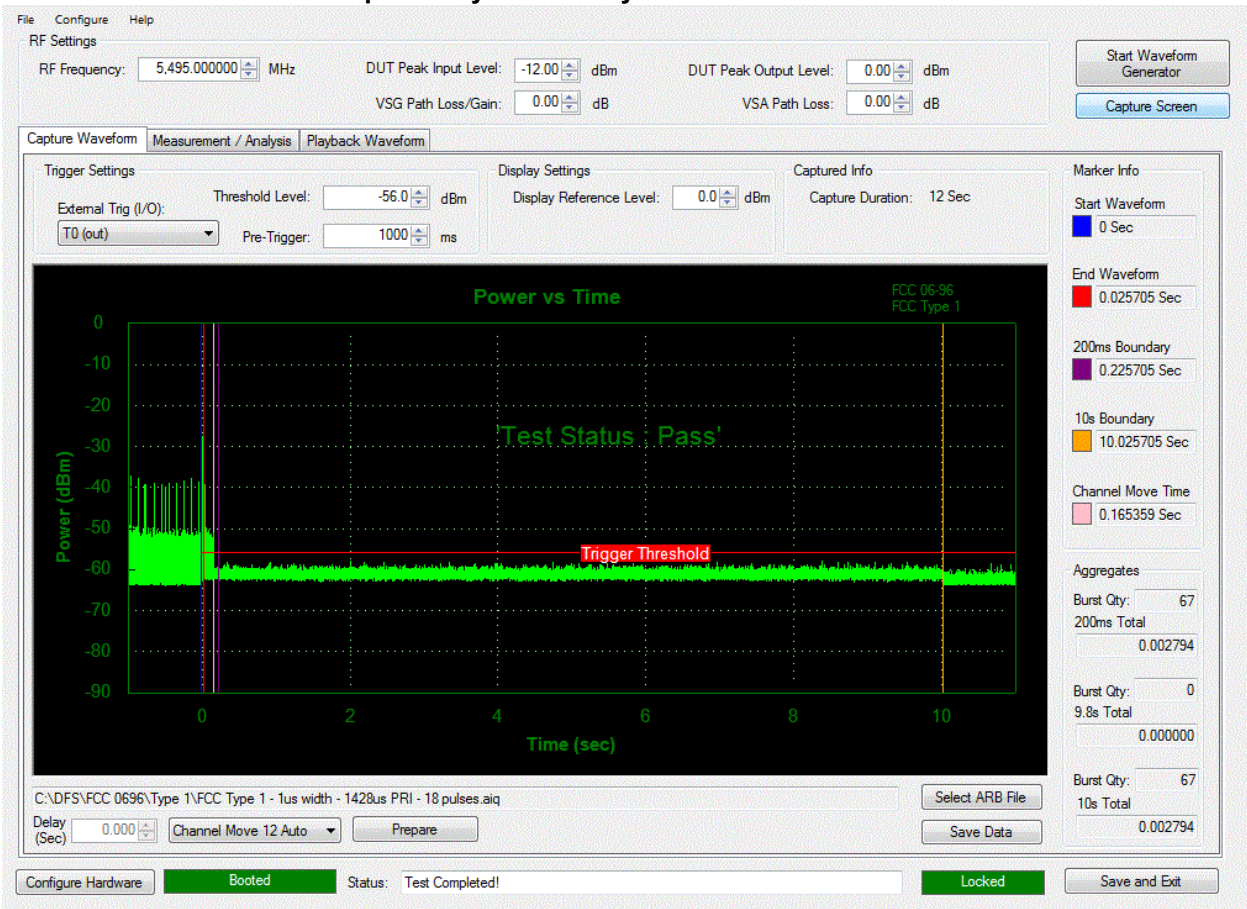 File Configure Help
RF Settings
RF Frequency: 5,495.000000 MHz DUT Peak Input Level: -12.00 dBm DUT Peak Output Level: 0.00 dBm
VSG Path Loss/Gain: 0.00 dB VSA Path Loss: 0.00 dB
Start Waveform
Generator
Capture Screen
Capture Waveform Measurement / Analysis Playback Waveform
Trigger Settings
External Trig (I/O):
T0 (out)
Threshold Level: -56.0 dBm
Pre-Trigger: 1000 ms
Display Settings
Display Reference Level: 0.0 dBm
Captured Info
Capture Duration: 12 Sec
Power vs Time
FCC 06-96
FCC Type 1
'Test Status : Pass'
Trigger Threshold
Power (dBm)
0
-10
-20
-30
-40
-50
-60
-70
-80
-90
0 2 4 6 8 10
Time (sec)
Marker Info
Start Waveform
0 Sec
End Waveform
0.025705 Sec
200ms Boundary
0.225705 Sec
10s Boundary
10.025705 Sec
Channel Move Time
0.165359 Sec
Aggregates
Burst Qty: 67
200ms Total
0.002794
Burst Qty: 0
9.8s Total
0.000000
Burst Qty: 67
10s Total
0.002794
C:\DFS\FCC 0696\Type 1\FCC Type 1 - 1us width - 1428us PRI - 18 pulses.aiq
Select ARB File
Delay
(Sec) 0.000 Channel Move 12 Auto Prepare
Save Data
Configure Hardware Booted Status: Test Completed! Locked Save and Exit